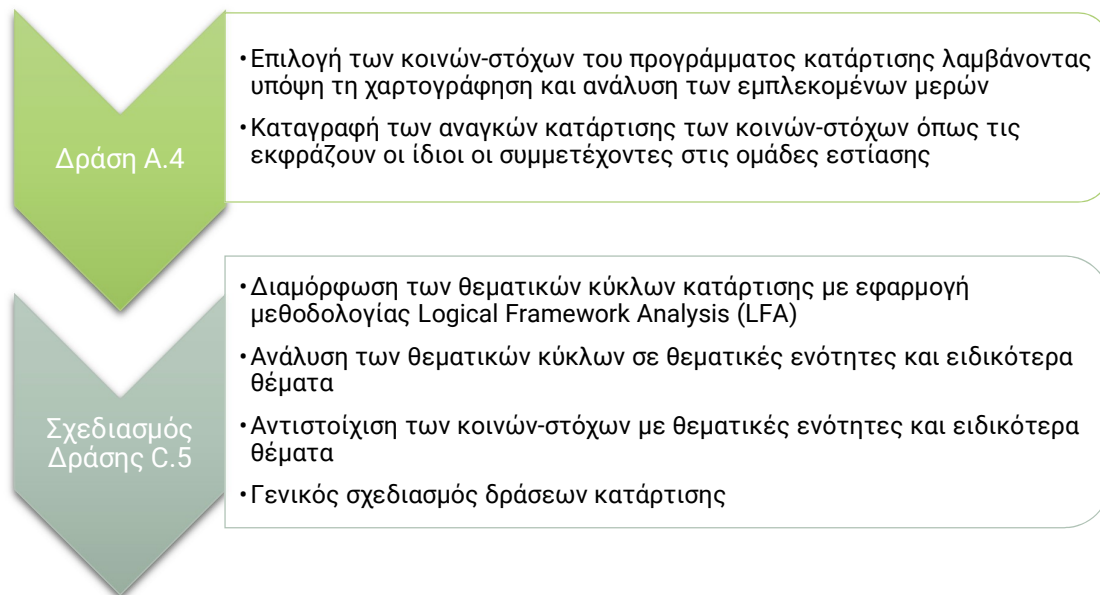 Δράση Α.4
•Επιλογή των κοινών-στόχων του προγράμματος κατάρτισης λαμβάνοντας
υπόψη τη χαρτογράφηση και ανάλυση των εμπλεκομένων μερών
•Καταγραφή των αναγκών κατάρτισης των κοινών-στόχων όπως τις
εκφράζουν οι ίδιοι οι συμμετέχοντες στις ομάδες εστίασης
Σχεδιασμός
Δράσης C.5
•Διαμόρφωση των θεματικών κύκλων κατάρτισης με εφαρμογή
μεθοδολογίας Logical Framework Analysis (LFA)
•Ανάλυση των θεματικών κύκλων σε θεματικές ενότητες και ειδικότερα
θέματα
•Αντιστοίχιση των κοινών-στόχων με θεματικές ενότητες και ειδικότερα
θέματα
•Γενικός σχεδιασμός δράσεων κατάρτισης